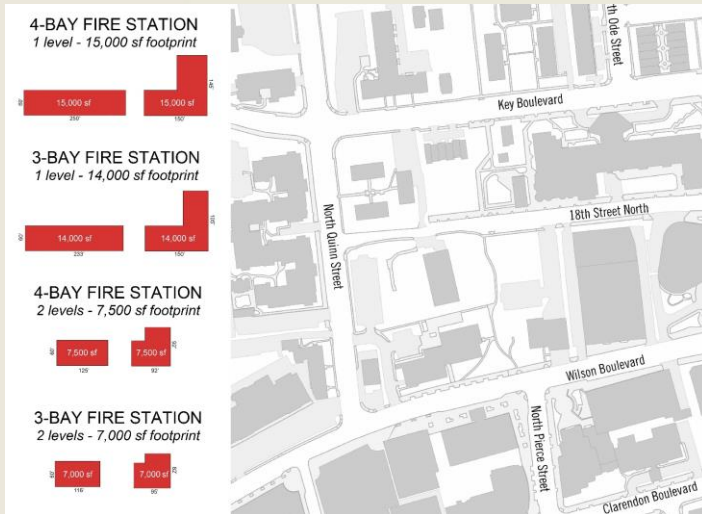 4-BAY FIRE STATION
1 level - 15,000 sf footprint
15,000 sf
15,000 sf
60'
250'
150'
3-BAY FIRE STATION
1 level - 14,000 sf footprint
14,000 sf
14,000 sf
60'
233'
150'
4-BAY FIRE STATION
2 levels - 7,500 sf footprint
7,500 sf
7,500 sf
60'
125'
92'
3-BAY FIRE STATION
2 levels - 7,000 sf footprint
7,000 sf
7,000 sf
116'
95'
North Ode Street
Key Boulevard
18th Street North
North Quinn Street
Wilson Boulevard
North Pierce Street
Clarendon Boulevard